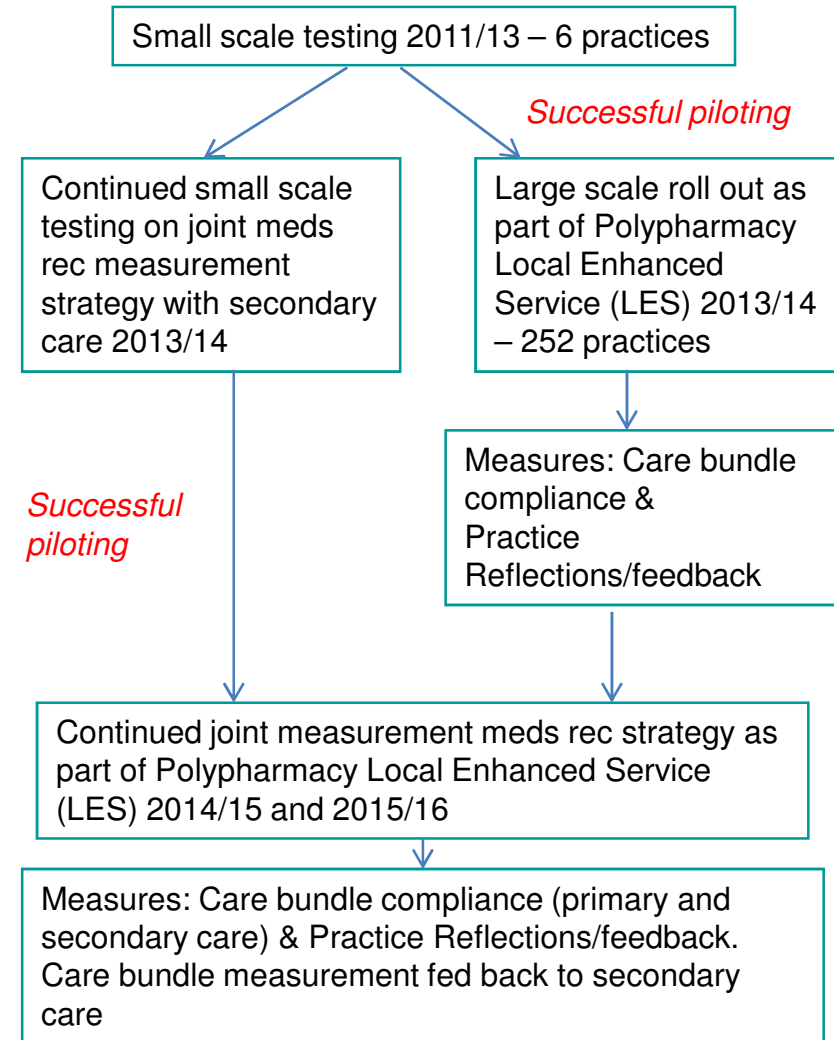 Small scale testing 2011/13 – 6 practices
Successful piloting
Continued small scale
testing on joint meds
rec measurement
strategy with secondary
care 2013/14
Large scale roll out as
part of Polypharmacy
Local Enhanced
Service (LES) 2013/14
– 252 practices
Measures: Care bundle
compliance &
Practice
Reflections/feedback
Successful
piloting
Continued joint measurement meds rec strategy as
part of Polypharmacy Local Enhanced Service
(LES) 2014/15 and 2015/16
Measures: Care bundle compliance (primary and
secondary care) & Practice Reflections/feedback.
Care bundle measurement fed back to secondary
care